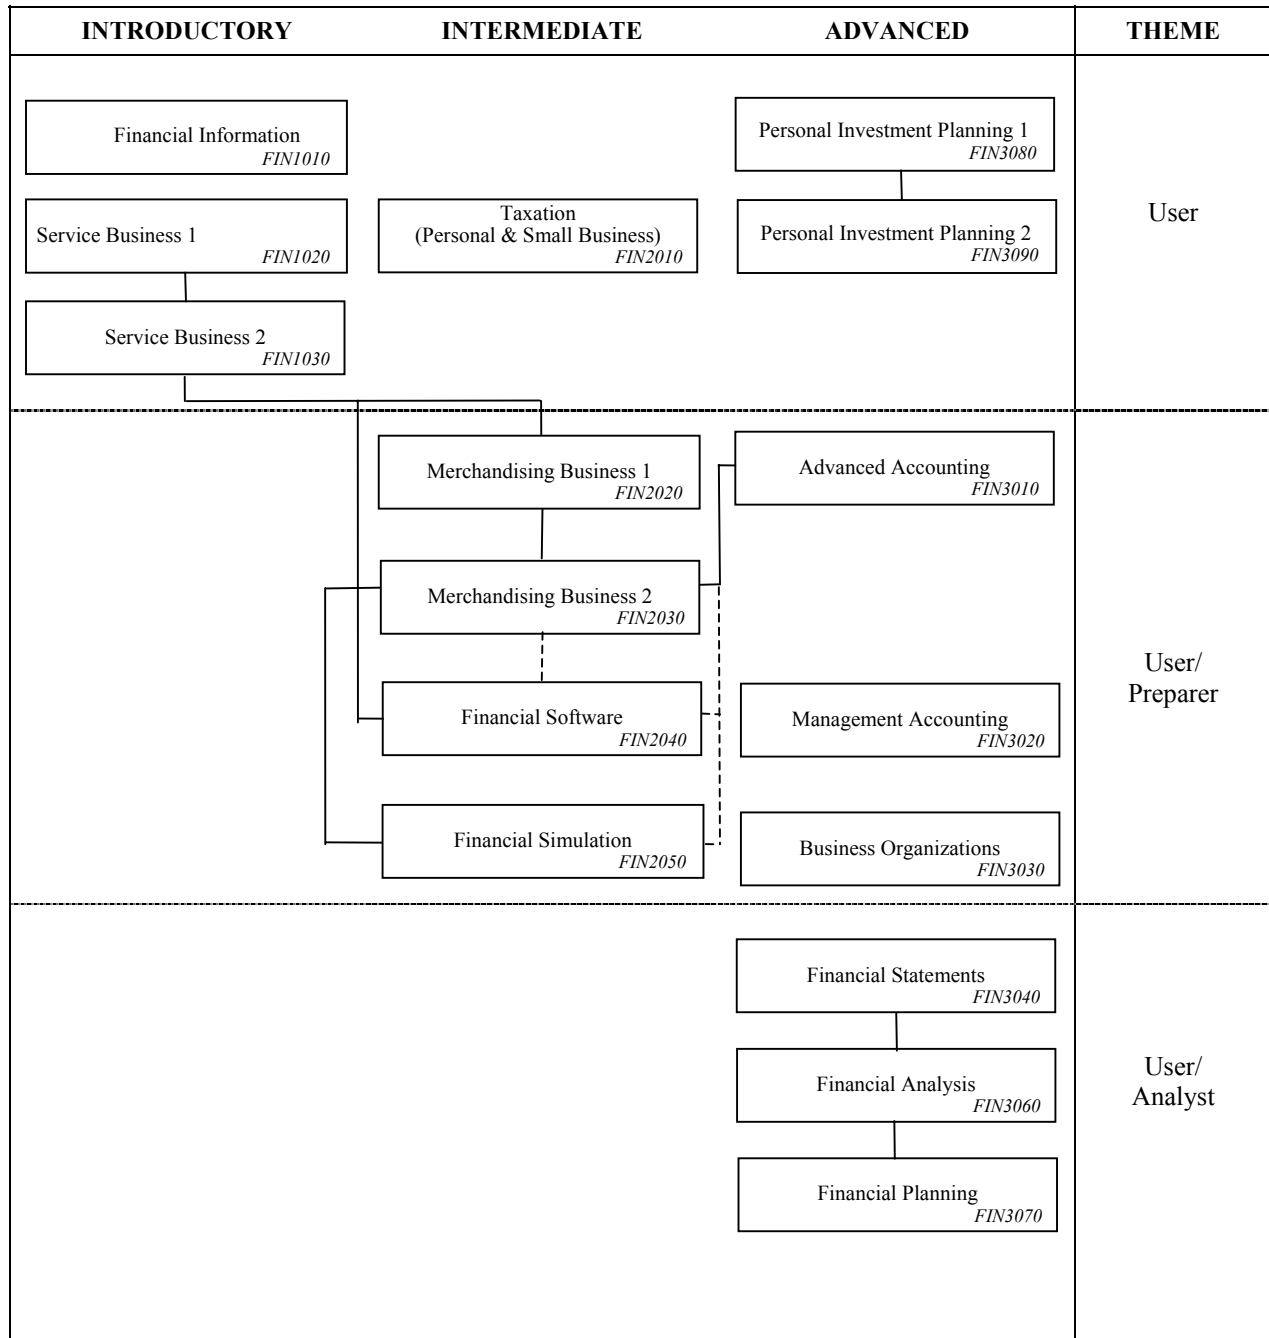 INTRODUCTORY
INTERMEDIATE
ADVANCED
THEME
Financial Information
FIN1010
Personal Investment Planning 1
FIN3080
Service Business 1
FIN1020
Taxation
(Personal & Small Business)
FIN2010
Personal Investment Planning 2
FIN3090
User
Service Business 2
FIN1030
Merchandising Business 1
FIN2020
Advanced Accounting
FIN3010
Merchandising Business 2
FIN2030
User/
Preparer
Financial Software
FIN2040
Management Accounting
FIN3020
Financial Simulation
FIN2050
Business Organizations
FIN3030
Financial Statements
FIN3040
Financial Analysis
FIN3060
User/
Analyst
Financial Planning
FIN3070